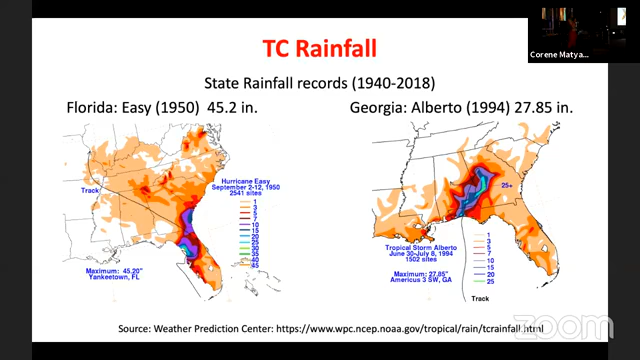 TC Rainfall
Corene Matya...
State Rainfall records (1940-2018)
Florida: Easy (1950) 45.2 in.
Georgia: Alberto (1994) 27.85 in.
Track
Hurricane Easy
September 2-12, 1950
2541 sites
1
3
5
7
10
15
20
25
30
35
40
45
Maximum: 45.20"
Yankeetown, FL
25+
Tropical Storm Alberto
June 30-July 8, 1994
1502 sites
Maximum: 27.85"
Americus 3 SW, GA
1
3
5
7
10
15
20
25
Track
Source: Weather Prediction Center: https://www.wpc.ncep.noaa.gov/tropical/rain/tcrainfall.html
zoom